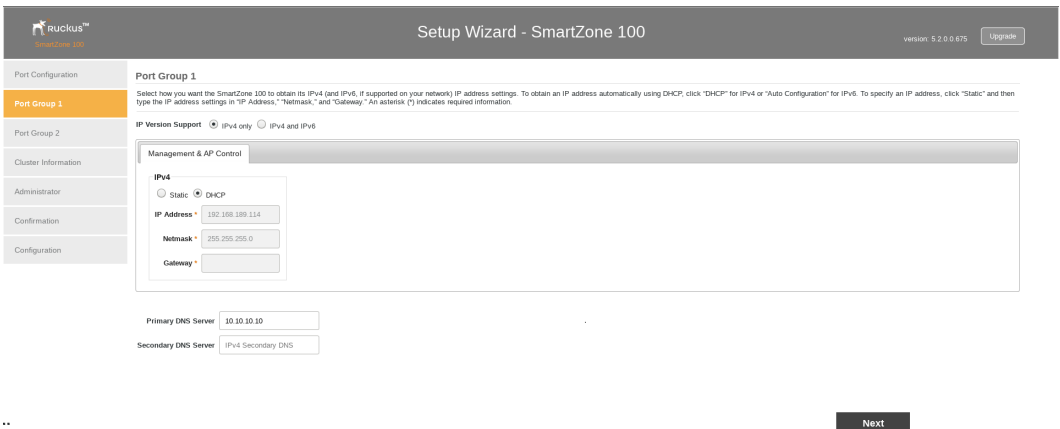 RUCKUS™
SmartZone 100
Setup Wizard - SmartZone 100
version: 5.2.0.0.675
Upgrade
Port Configuration
Port Group 1
Port Group 2
Cluster Information
Administrator
Confirmation
Configuration
Port Group 1
Select how you want the SmartZone 100 to obtain its IPv4 (and IPv6, if supported on your network) IP address settings. To obtain an IP address automatically using DHCP, click "DHCP" for IPv4 or "Auto Configuration" for IPv6. To specify an IP address, click "Static" and then
type the IP address settings in "IP Address," "Netmask," and "Gateway." An asterisk (*) indicates required information.
IP Version Support IPv4 only IPv4 and IPv6
Management & AP Control
IPv4
Static DHCP
IP Address * 192.168.189.114
Netmask * 255.255.255.0
Gateway *
Primary DNS Server 10.10.10.10
Secondary DNS Server IPv4 Secondary DNS
Next